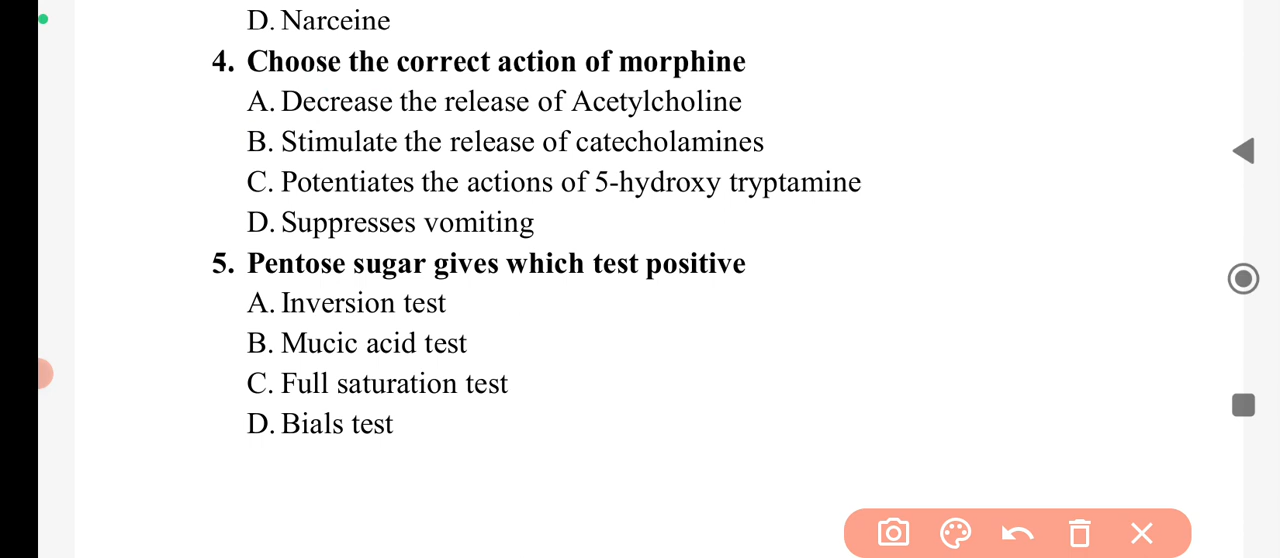 D. Narceine
4. Choose the correct action of morphine
A. Decrease the release of Acetylcholine
B. Stimulate the release of catecholamines
C. Potentiates the actions of 5-hydroxy tryptamine
D. Suppresses vomiting
5. Pentose sugar gives which test positive
A. Inversion test
B. Mucic acid test
C. Full saturation test
D. Bials test